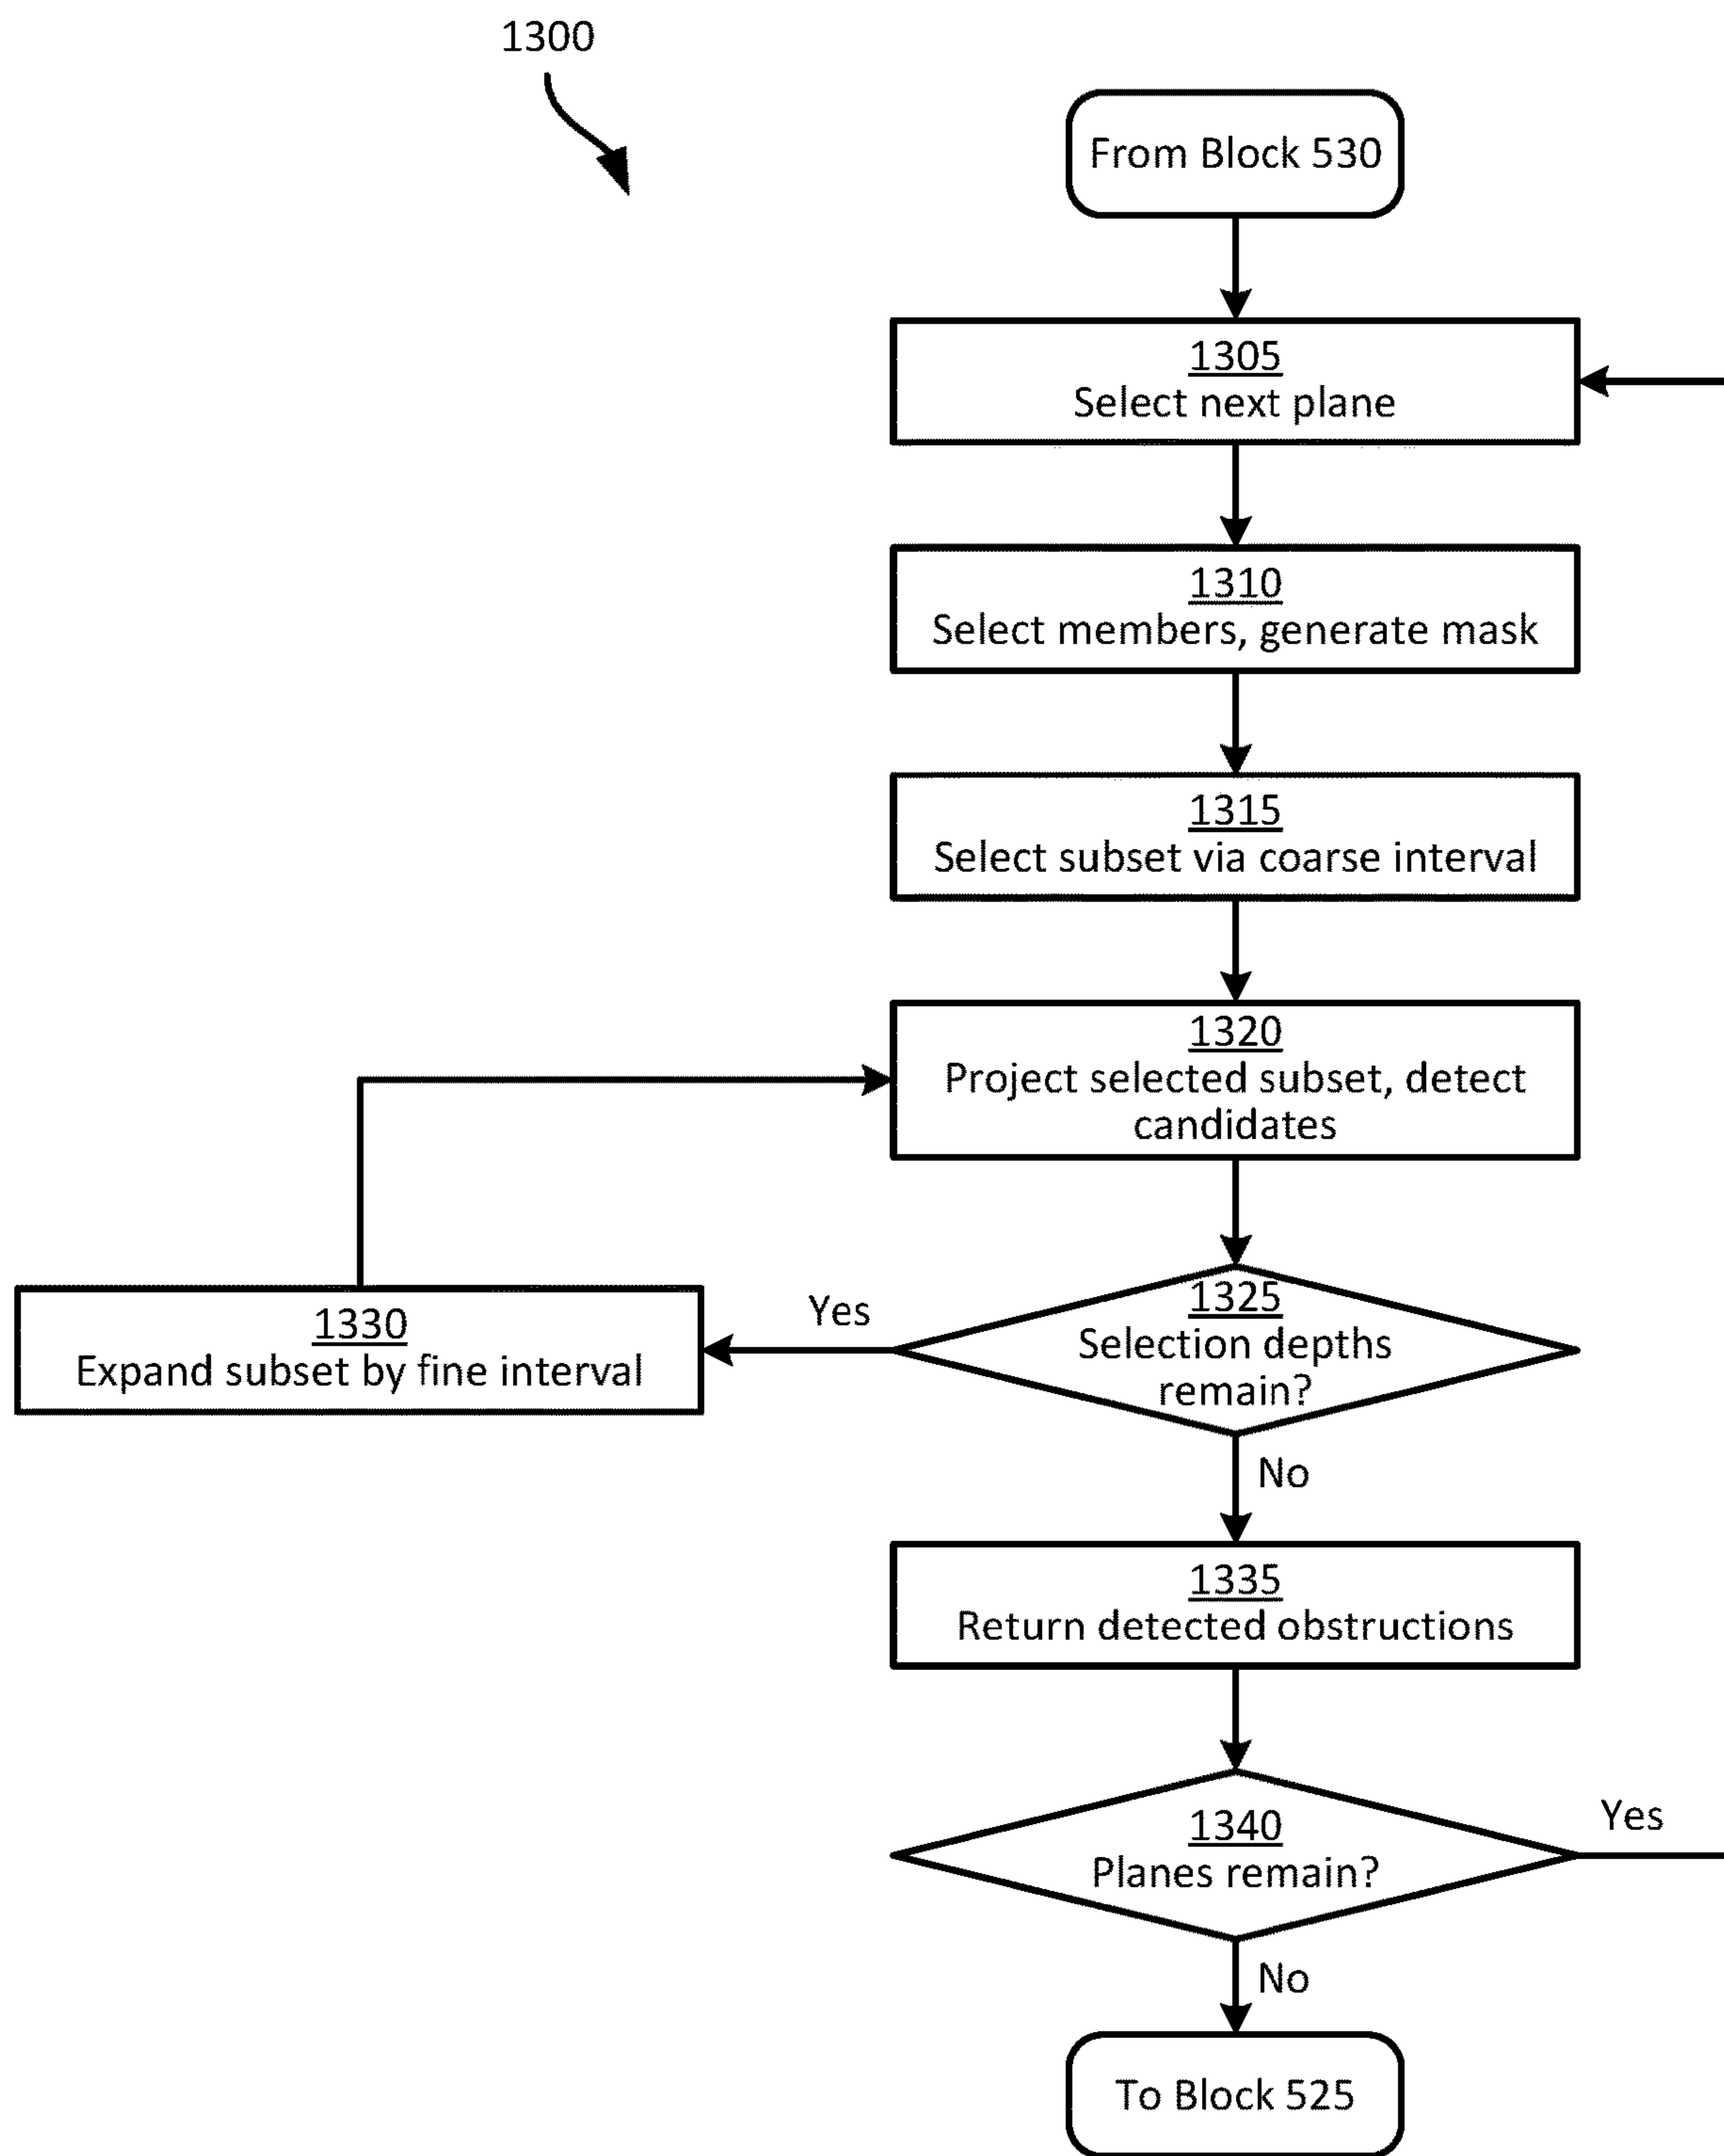 1300
From Block 530
1305
Select next plane
1310
Select members, generate mask
1315
Select subset via coarse interval
1320
Project selected subset, detect
candidates
1325
Selection depths
remain?
Yes
1330
Expand subset by fine interval
No
1335
Return detected obstructions
1340
Planes remain?
Yes
No
To Block 525